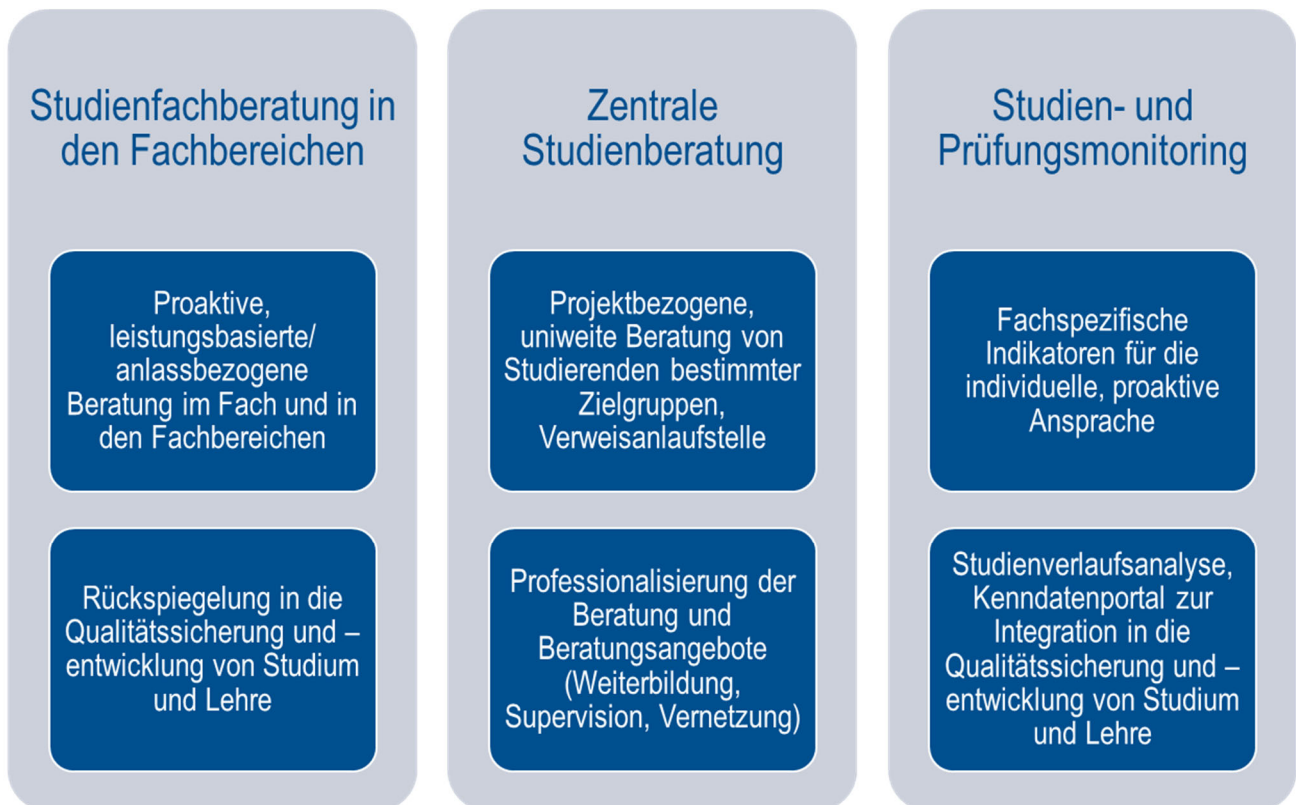 Studienfachberatung in
den Fachbereichen
Proaktive,
leistungsbasierte/
anlassbezogene
Beratung im Fach und in
den Fachbereichen
Rückspiegelung in die
Qualitätssicherung und –
entwicklung von Studium
und Lehre
Zentrale
Studienberatung
Projektbezogene,
uniweite Beratung von
Studierenden bestimmter
Zielgruppen,
Verweisanlaufstelle
Professionalisierung der
Beratung und
Beratungsangebote
(Weiterbildung,
Supervision, Vernetzung)
Studien- und
Prüfungsmonitoring
Fachspezifische
Indikatoren für die
individuelle, proaktive
Ansprache
Studienverlaufsanalyse,
Kenndatenportal zur
Integration in die
Qualitätssicherung und –
entwicklung von Studium
und Lehre